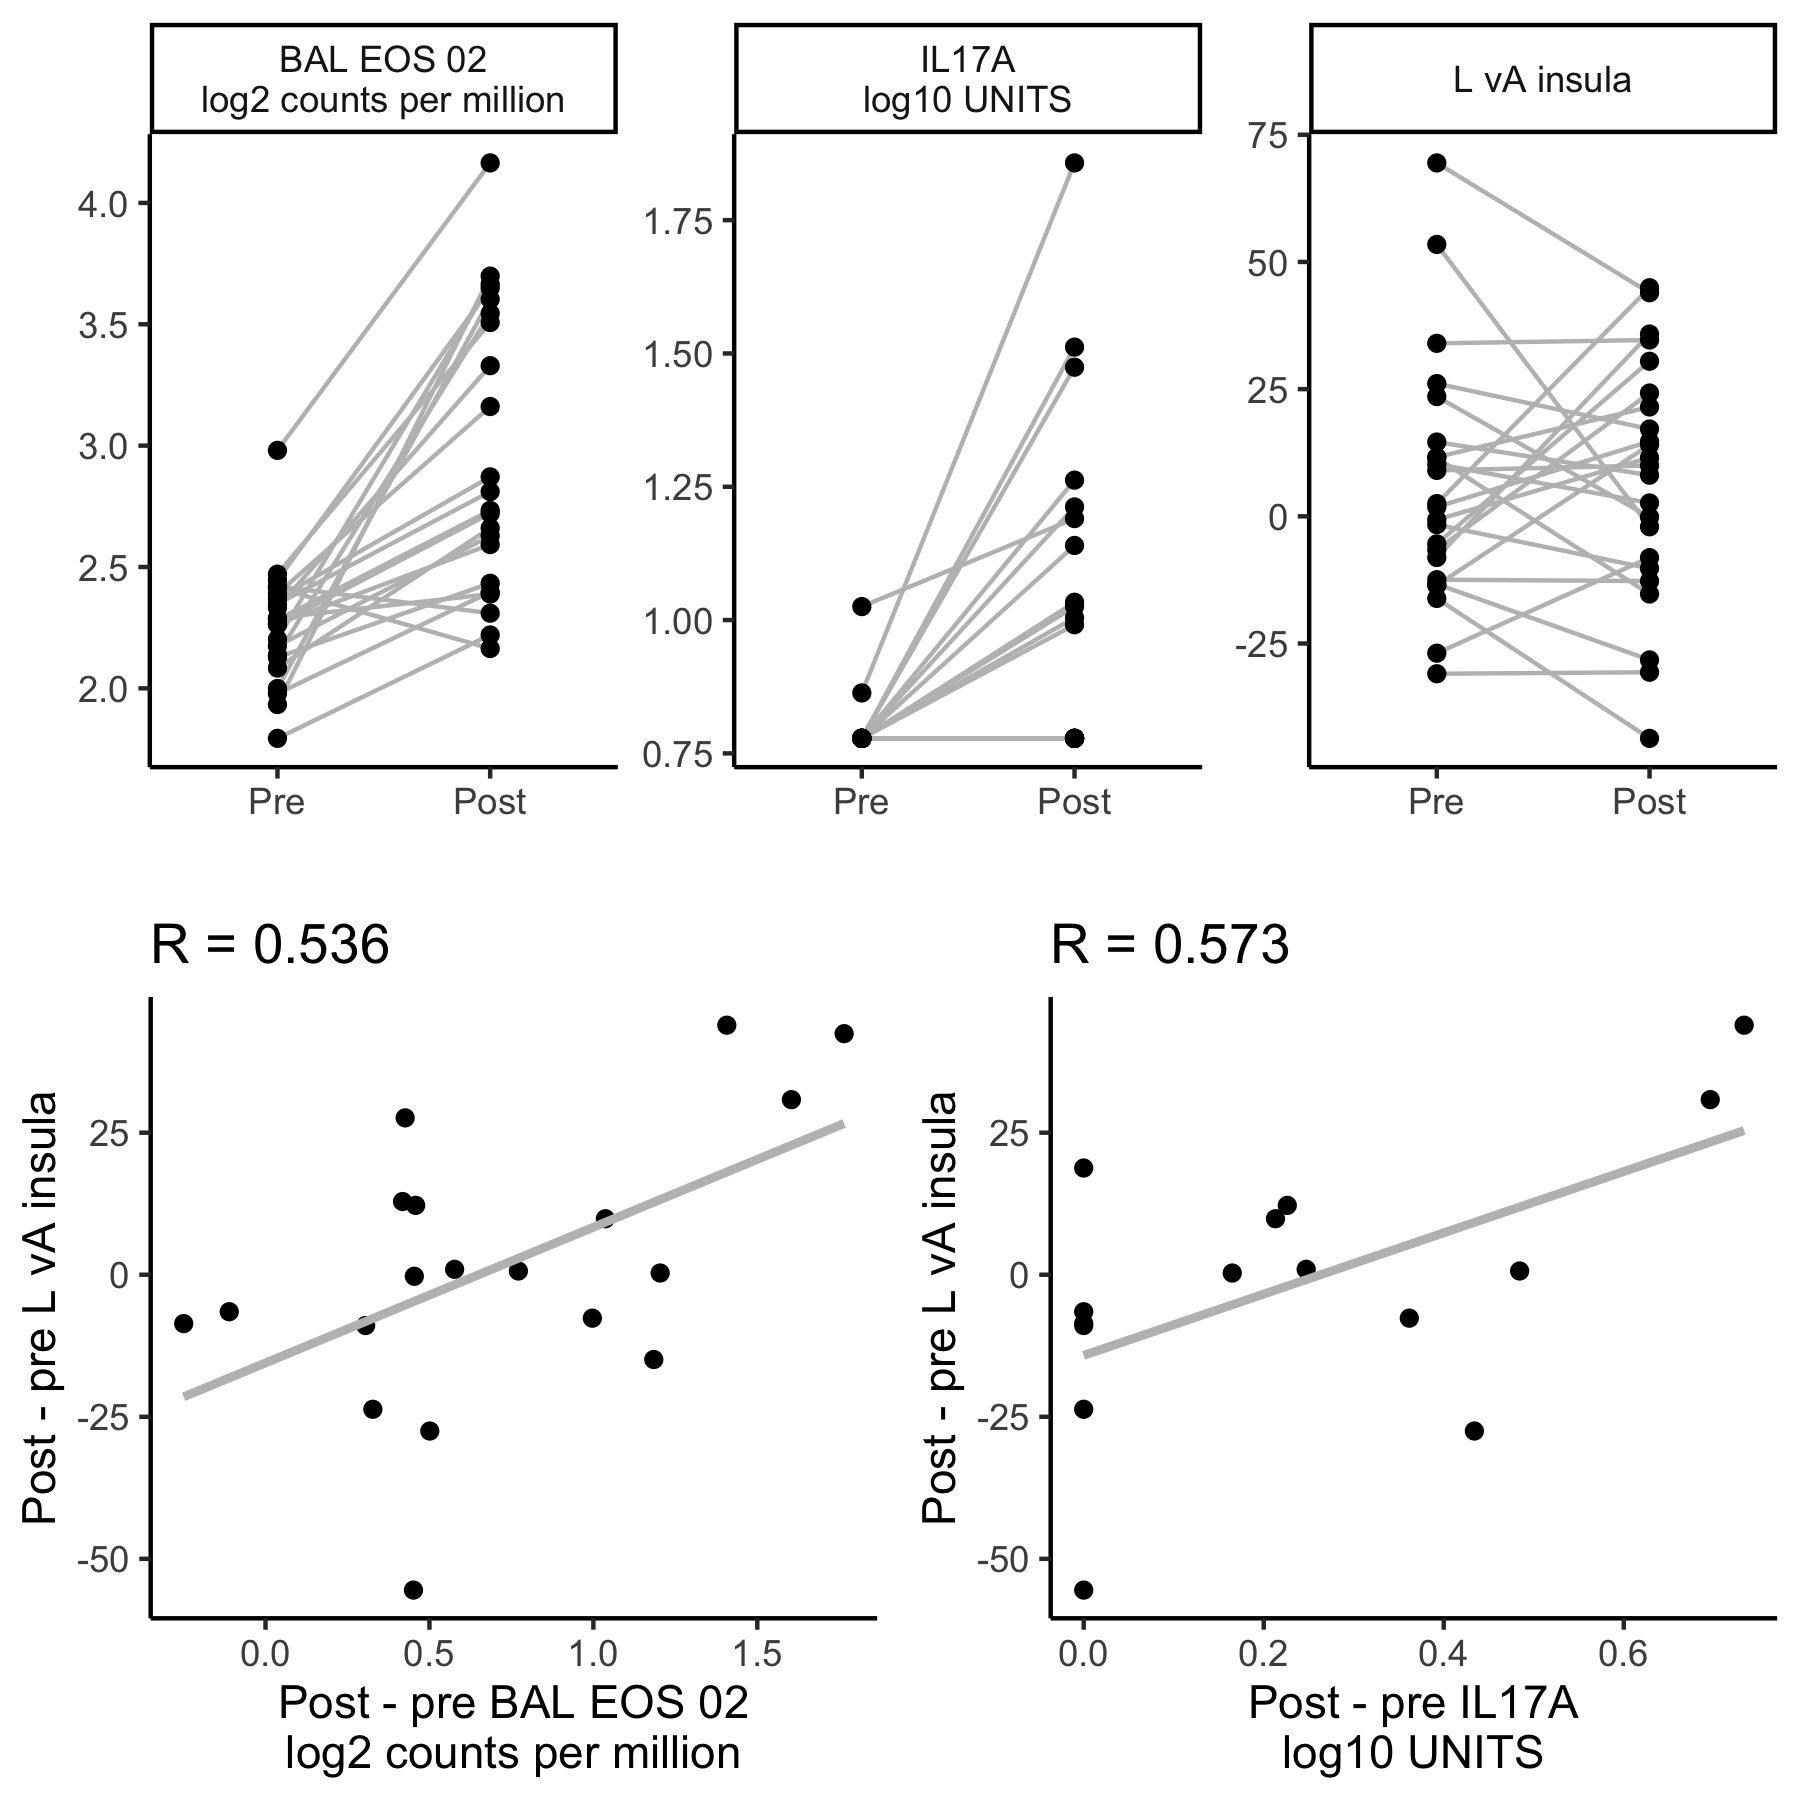 BAL EOS 02
log2 counts per million
IL17A
log10 UNITS
L vA insula
4.0
3.5
3.0
2.5
2.0
Pre
Post
1.75
1.50
1.25
1.00
0.75
Pre
Post
75
50
25
0
-25
Pre
Post
R = 0.536
Post - pre L vA insula
25
0
-25
-50
0.0
0.5
1.0
1.5
Post - pre BAL EOS 02
log2 counts per million
R = 0.573
Post - pre L vA insula
25
0
-25
-50
0.0
0.2
0.4
0.6
Post - pre IL17A
log10 UNITS